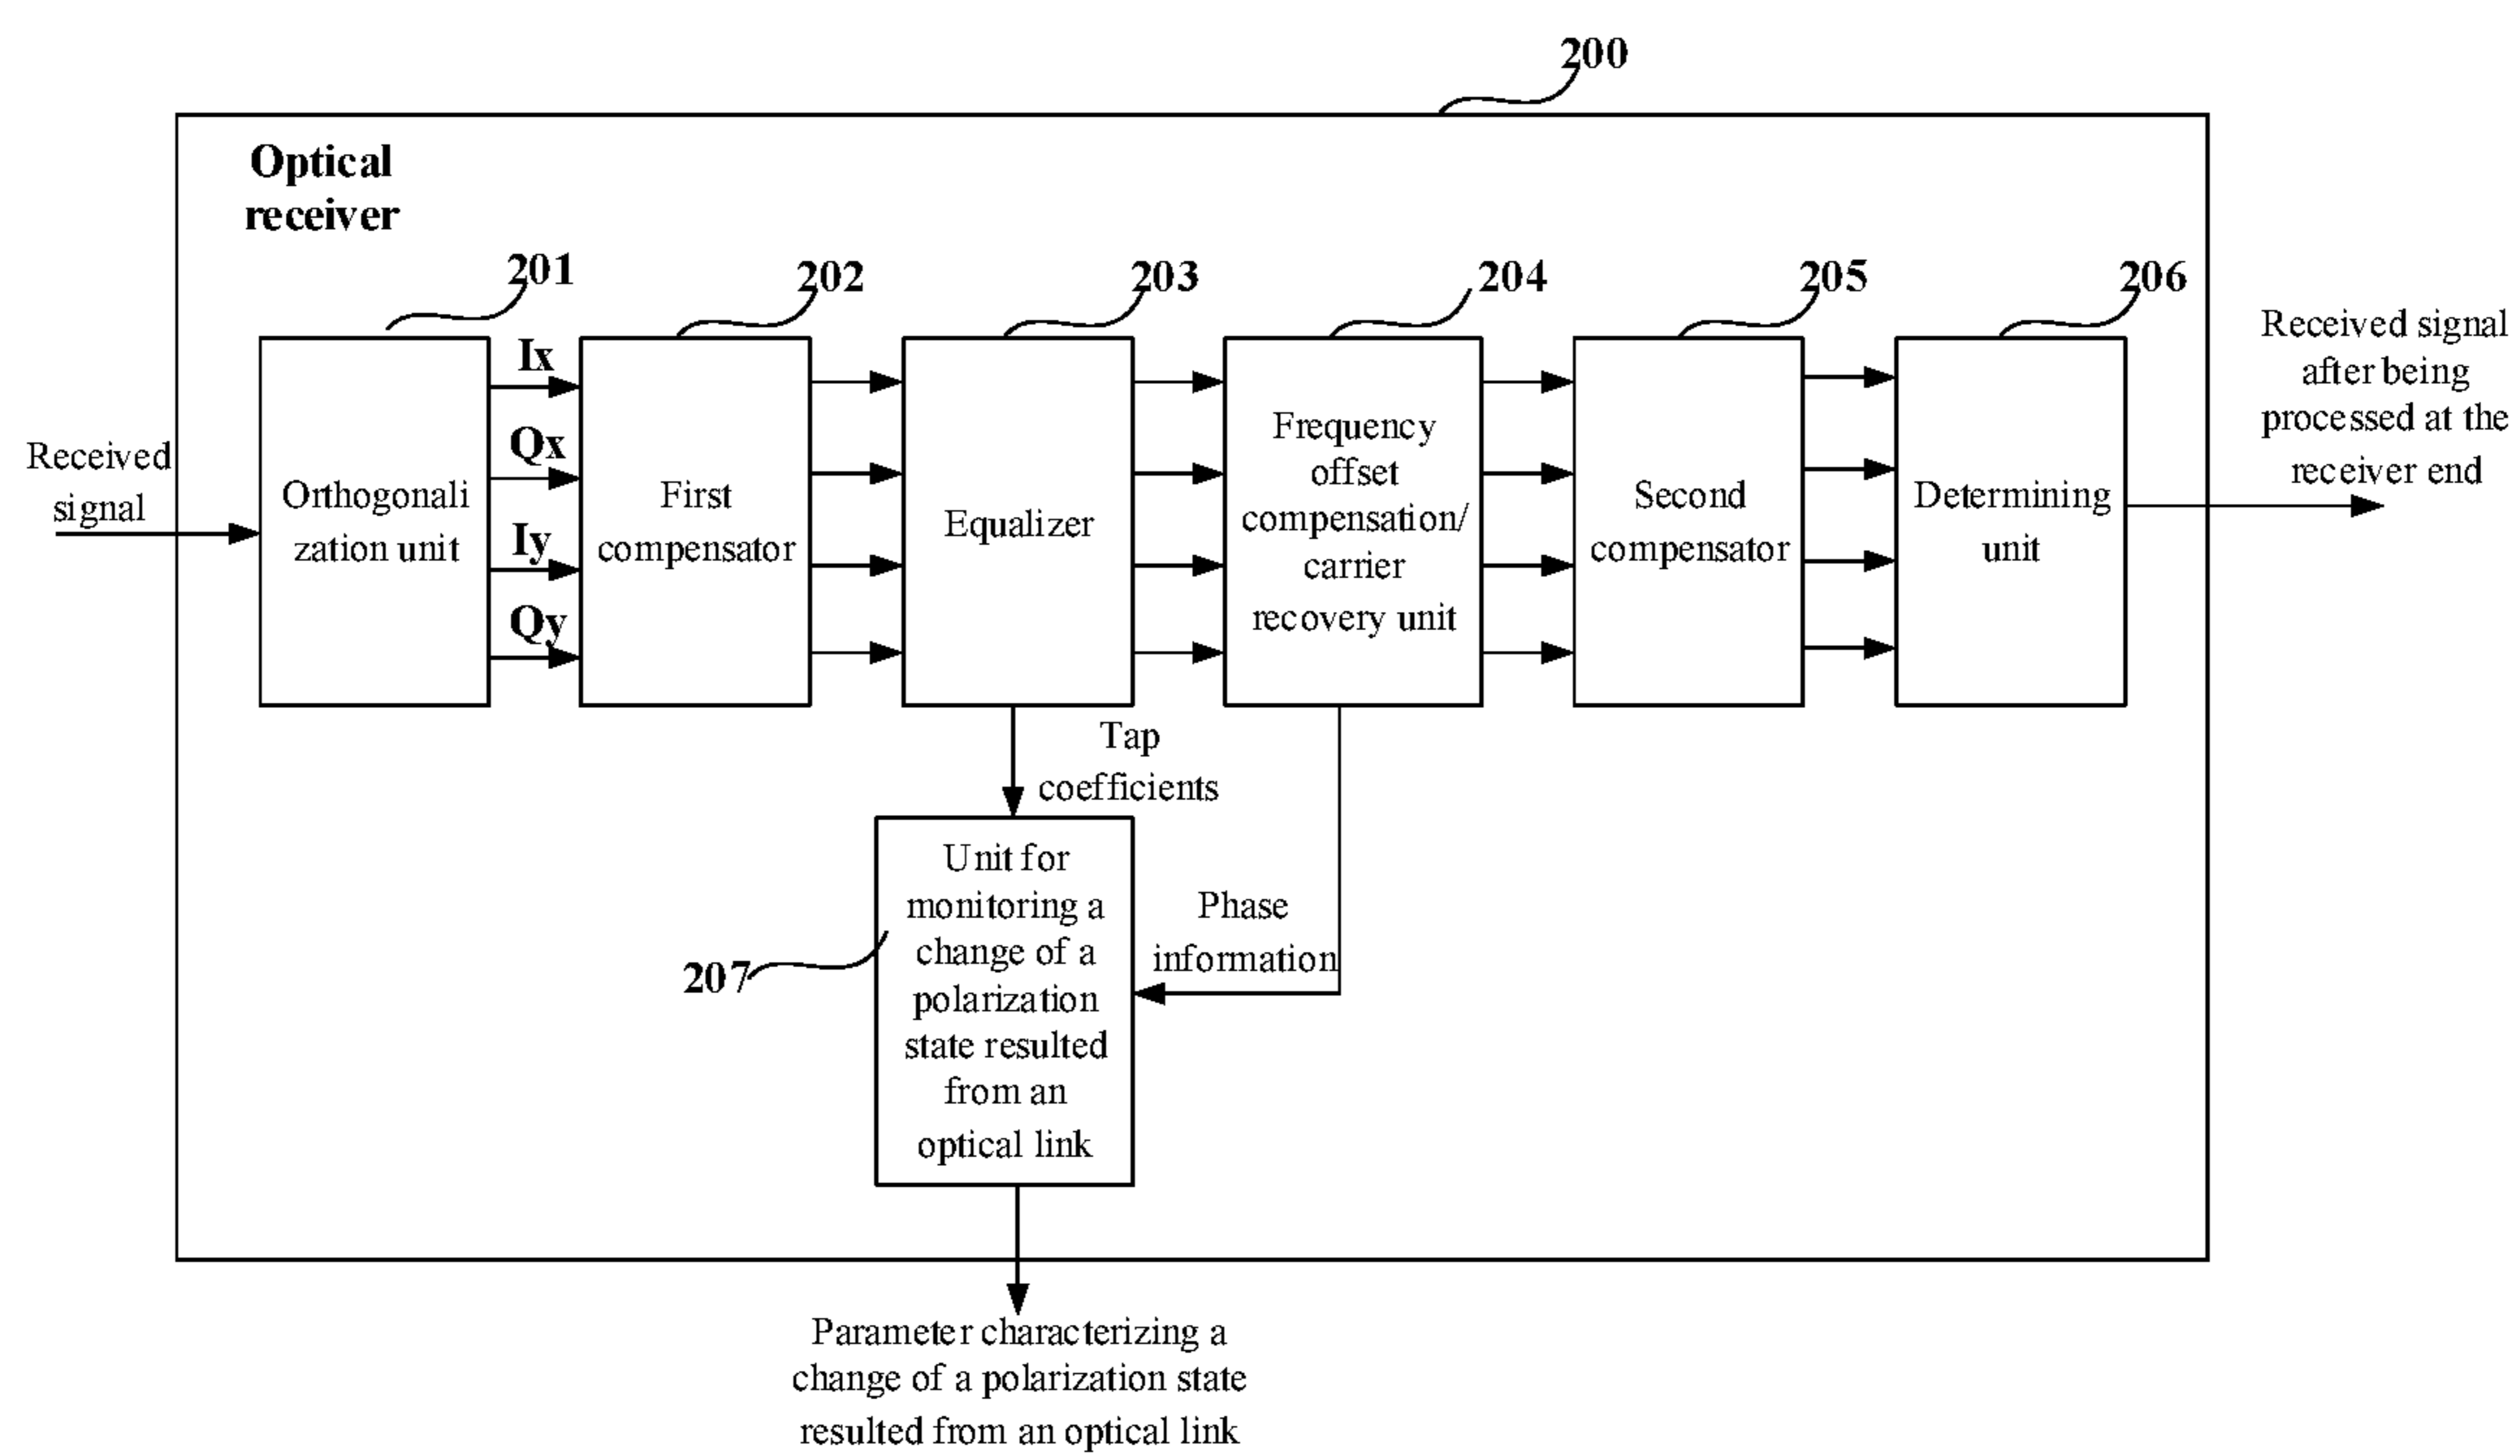 200
Optical
receiver
201
202
203
204
205
206
Received
signal
Orthogonali
zation unit
Ix
Qx
Iy
Qy
First
compensator
Equalizer
Frequency
offset
compensation/
carrier
recovery unit
Second
compensator
Determining
unit
Received signal
after being
processed at the
receiver end
Tap
coefficients
Phase
information
207
Unit for
monitoring a
change of a
polarization
state resulted
from an
optical link
Parameter characterizing a
change of a polarization state
resulted from an optical link